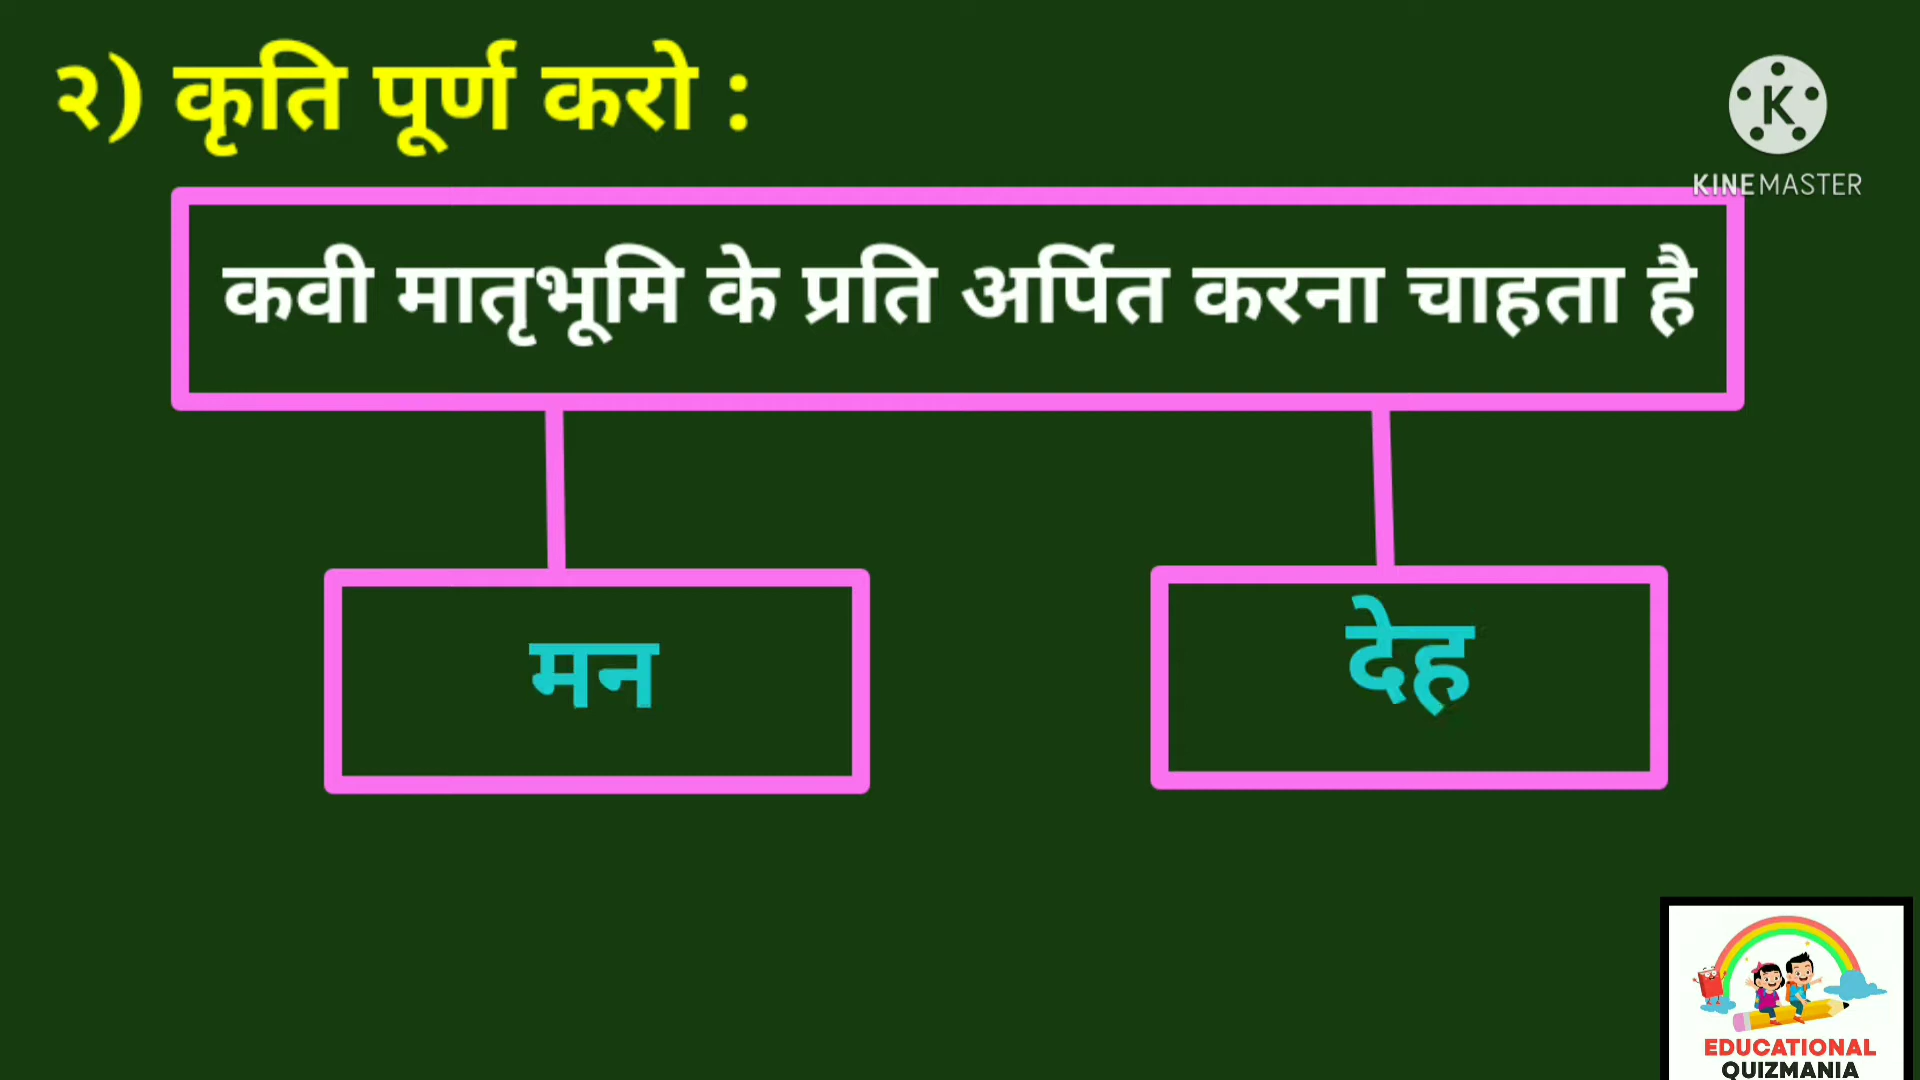 २) कृति पूर्ण करो :
KINEMASTER
कवी मातृभूमि के प्रति अर्पित करना चाहता है
मन
देह
EDUCATIONAL
QUIZMANIA